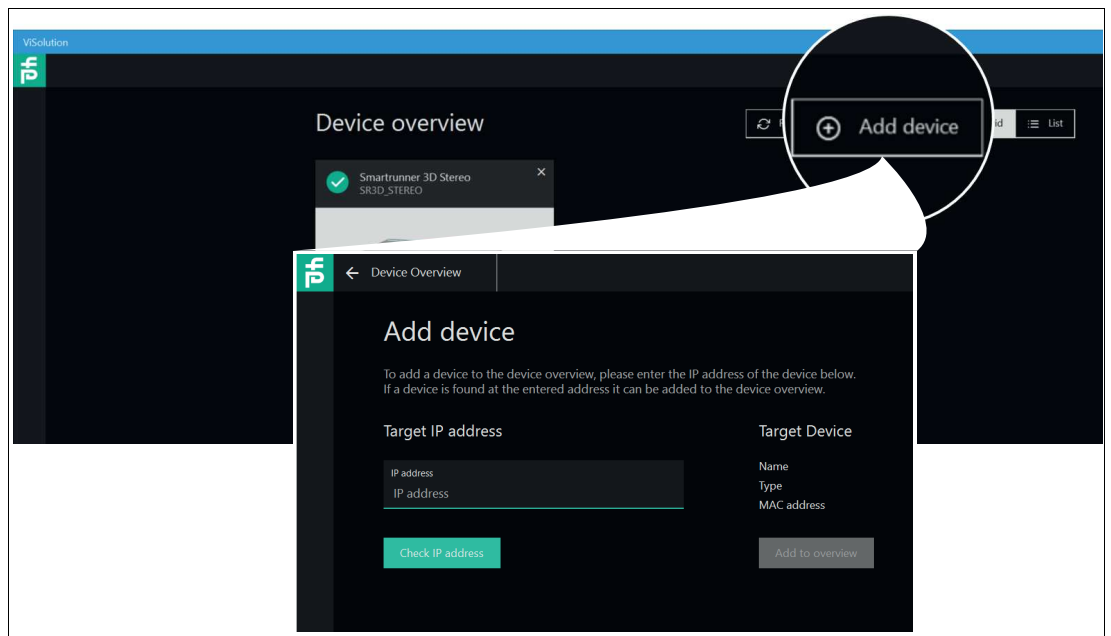 ViSolution
Device overview
Add device
id
List
Smartrunner 3D Stereo
SR3D_STEREO
Device Overview
Add device
To add a device to the device overview, please enter the IP address of the device below.
If a device is found at the entered address it can be added to the device overview.
Target IP address
Target Device
IP address
IP address
Name
Type
MAC address
Check IP address
Add to overview